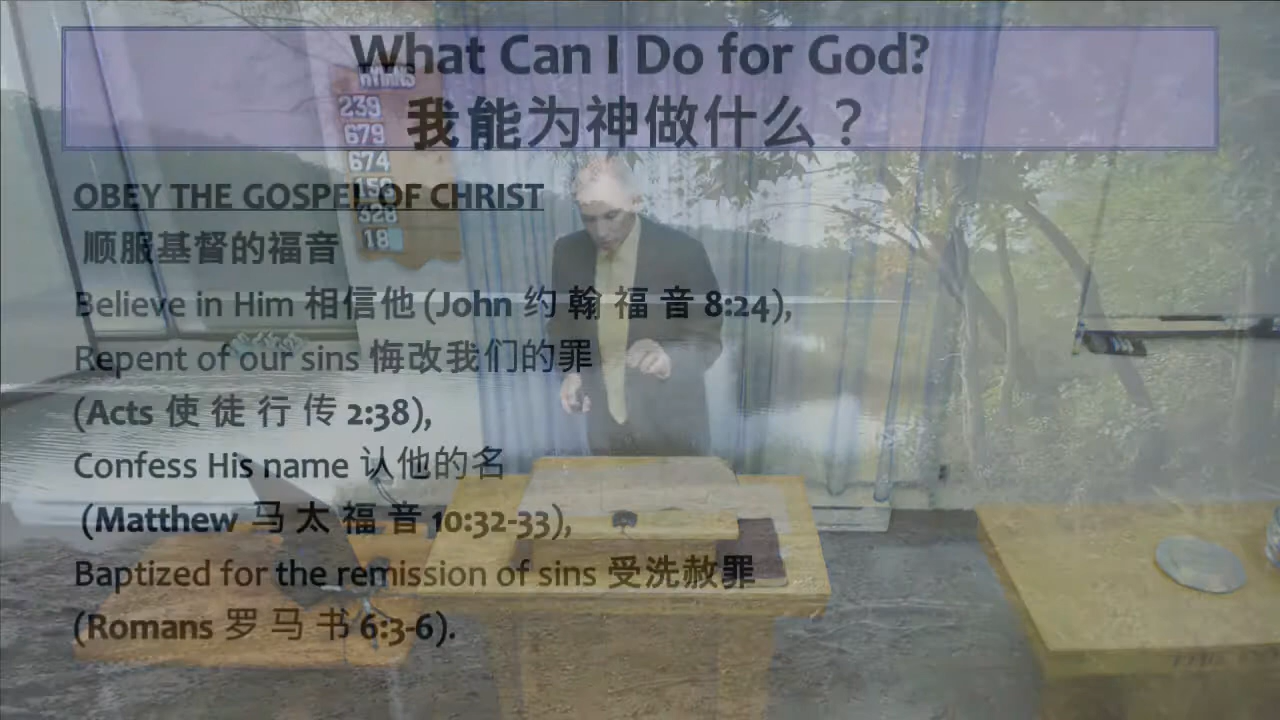 What Can I Do for God?
我能为神做什么？
HYMNS
239
679
674
156
328
18
OBEY THE GOSPEL OF CHRIST
顺服基督的福音
Believe in Him 相信他 (John 约 翰 福 音 8:24),
Repent of our sins 悔改我们的罪
(Acts 使 徒 行 传 2:38),
Confess His name 认他的名
(Matthew 马 太 福 音 10:32-33),
Baptized for the remission of sins 受洗赦罪
(Romans 罗 马 书 6:3-6).